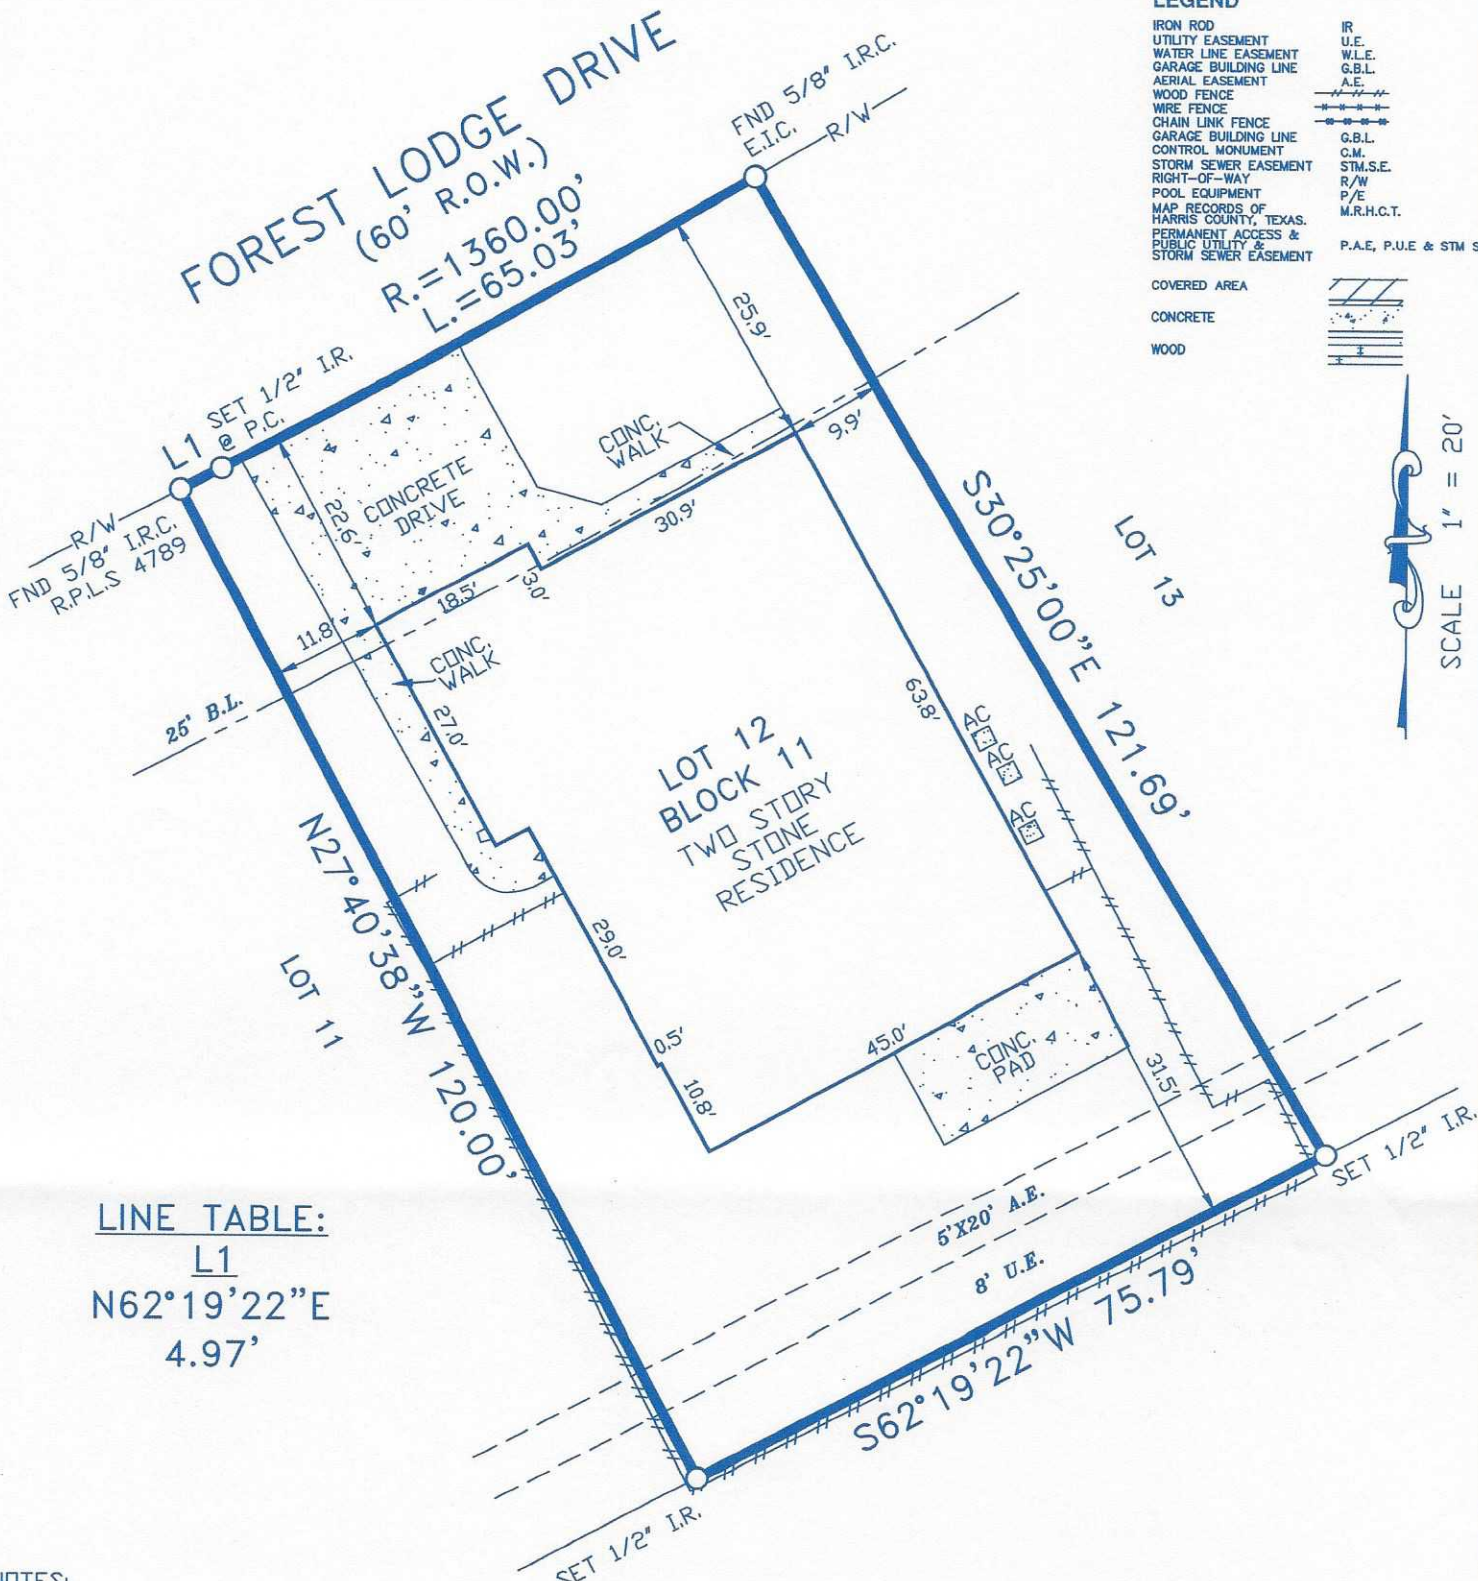 LEGEND
IRON ROD IR
UTILITY EASEMENT U.E.
WATER LINE EASEMENT W.L.E.
GARAGE BUILDING LINE G.B.L.
AERIAL EASEMENT A.E.
WOOD FENCE
WIRE FENCE
CHAIN LINK FENCE
GARAGE BUILDING LINE G.B.L.
CONTROL MONUMENT C.M.
STORM SEWER EASEMENT STM.S.E.
RIGHT-OF-WAY R/W
POOL EQUIPMENT P/E
MAP RECORDS OF M.R.H.C.T.
HARRIS COUNTY, TEXAS.
PERMANENT ACCESS &
PUBLIC UTILITY & P.A.E, P.U.E & STM S
STORM SEWER EASEMENT
COVERED AREA
CONCRETE
WOOD
SCALE 1" = 20'
FOREST LODGE DRIVE
(60' R.O.W.)
R.=1360.00'
L.=65.03'
FND 5/8" I.R.C.
E.I.C.
R/W
L1
SET 1/2" I.R.
@ P.C.
R/W
FND 5/8" I.R.C.
R.P.L.S 4789
25.9'
CONC.
WALK
9.9'
CONCRETE
DRIVE
22.6'
30.9'
18.5'
3.0'
11.8'
CONC.
WALK
25' B.L.
27.0'
S30°25'00"E 121.69'
LOT 13
63.8'
AC
AC
AC
LOT 12
BLOCK 11
TWO STORY
STONE
RESIDENCE
N27°40'38"W 120.00'
LOT 11
29.0'
0.5'
10.8'
45.0'
CONC.
PAD
31.5'
5'X20' A.E.
8' U.E.
S62°19'22"W 75.79'
SET 1/2" I.R.
SET 1/2" I.R.
LINE TABLE:
L1
N62°19'22"E
4.97'
NOTES: